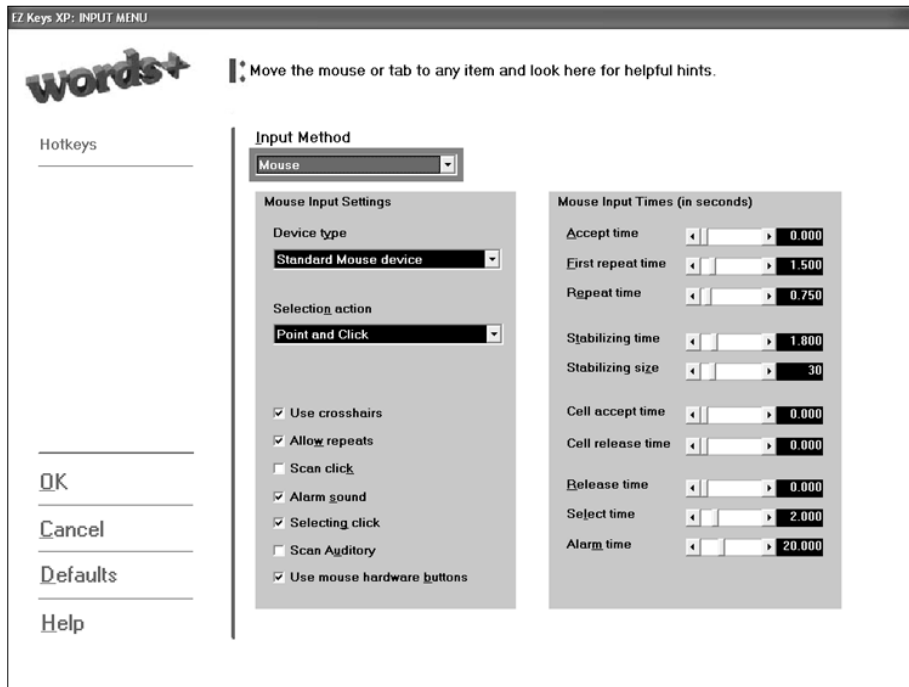 EZ Keys XP: INPUT MENU
words+
Move the mouse or tab to any item and look here for helpful hints.
Hotkeys
Input Method
Mouse
Mouse Input Settings
Device type
Standard Mouse device
Selection action
Point and Click
Use crosshairs
Allow repeats
Scan click
Alarm sound
Selecting click
Scan Auditory
Use mouse hardware buttons
Mouse Input Times (in seconds)
Accept time 0.000
First repeat time 1.500
Repeat time 0.750
Stabilizing time 1.800
Stabilizing size 30
Cell accept time 0.000
Cell release time 0.000
Release time 0.000
Select time 2.000
Alarm time 20.000
OK
Cancel
Defaults
Help